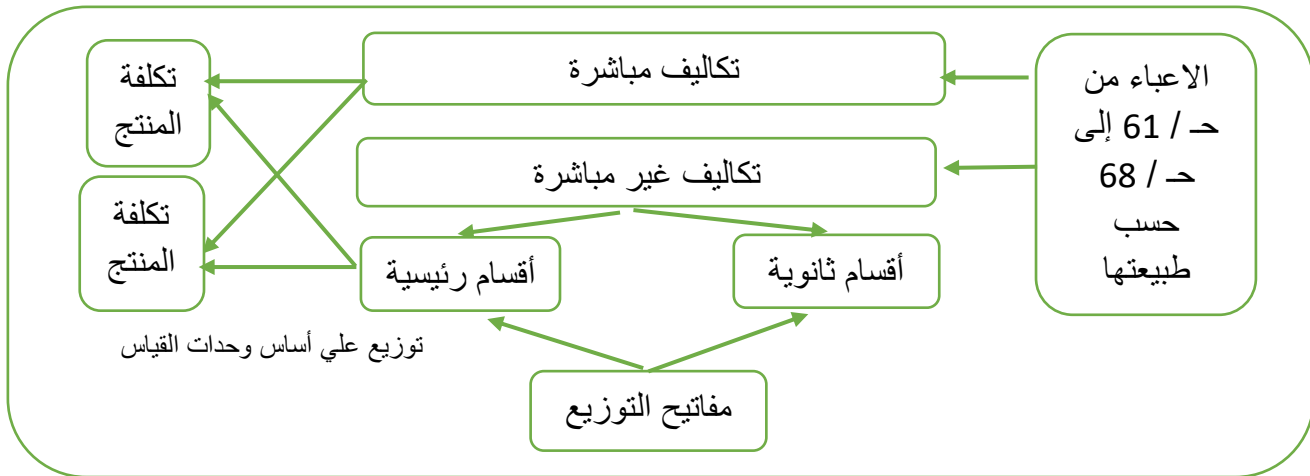 الاعباء من
حـ / 61 إلى
حـ / 68
حسب
طبيعتها
تكاليف مباشرة
تكاليف غير مباشرة
أقسام ثانوية
أقسام رئيسية
تكلفة
المنتج
تكلفة
المنتج
توزيع علي أساس وحدات القياس
مفاتيح التوزيع